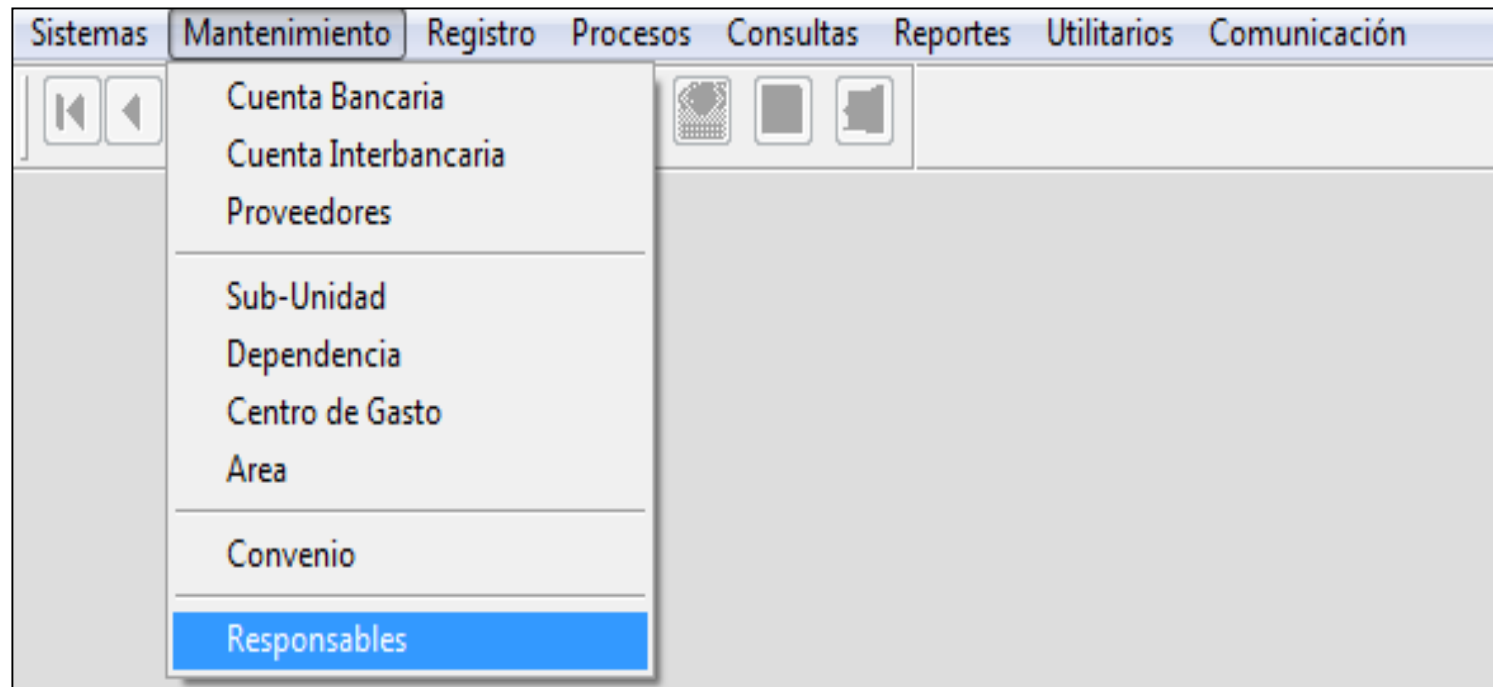 Sistemas Mantenimiento Registro Procesos Consultas Reportes Utilitarios Comunicación
Cuenta Bancaria
Cuenta Interbancaria
Proveedores
Sub-Unidad
Dependencia
Centro de Gasto
Area
Convenio
Responsables